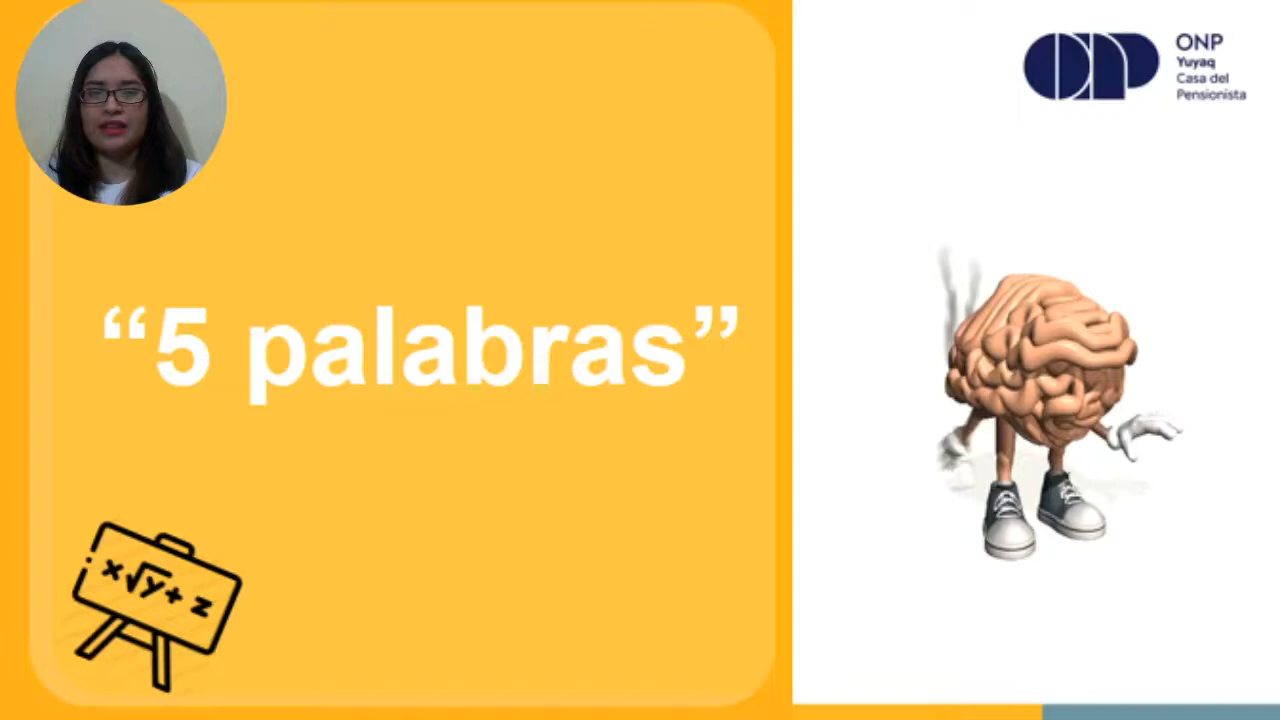 ONP
Yuyaq
Casa del
Pensionista
“5 palabras”
x√y+ z